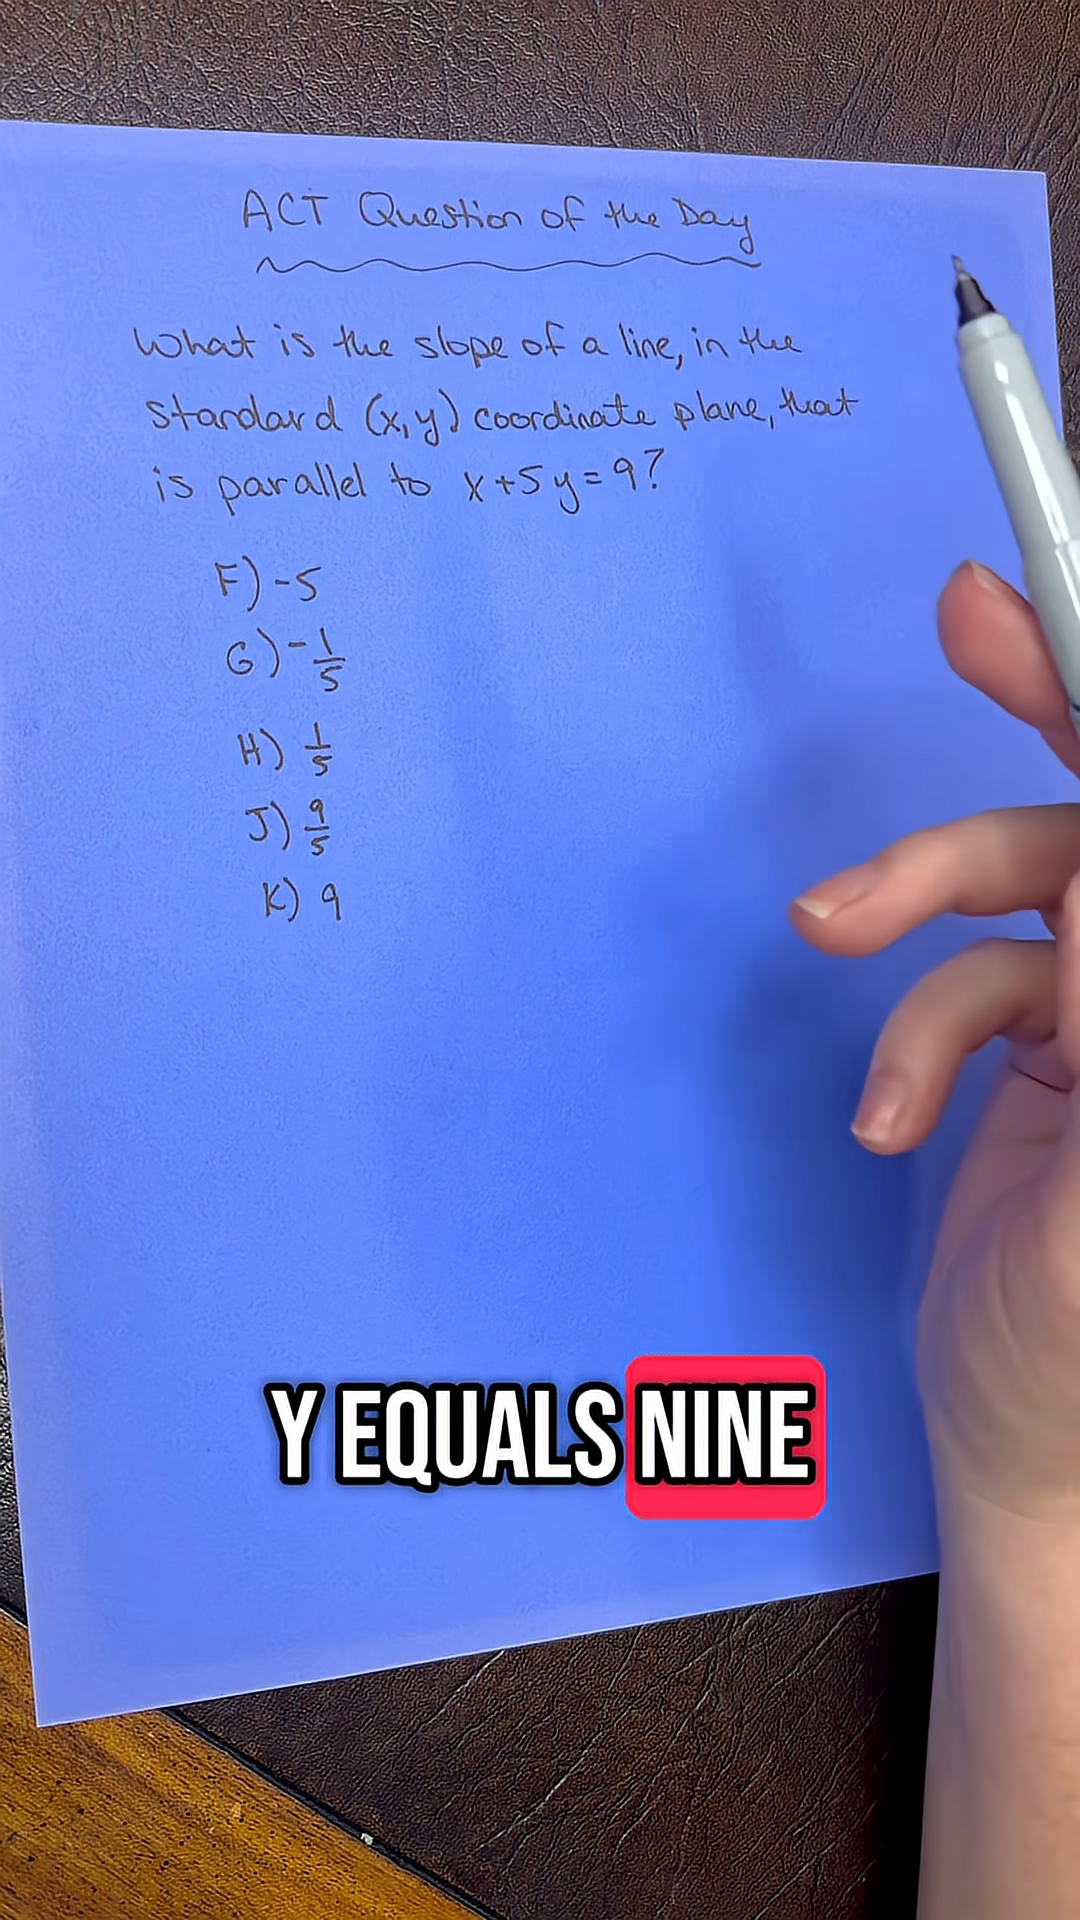 ACT Question of the Day
What is the slope of a line, in the
standard (x,y) coordinate plane, that
is parallel to x+5y=9?
F) -5
G) -1/5
H) 1/5
J) 9/5
K) 9
Y EQUALS NINE